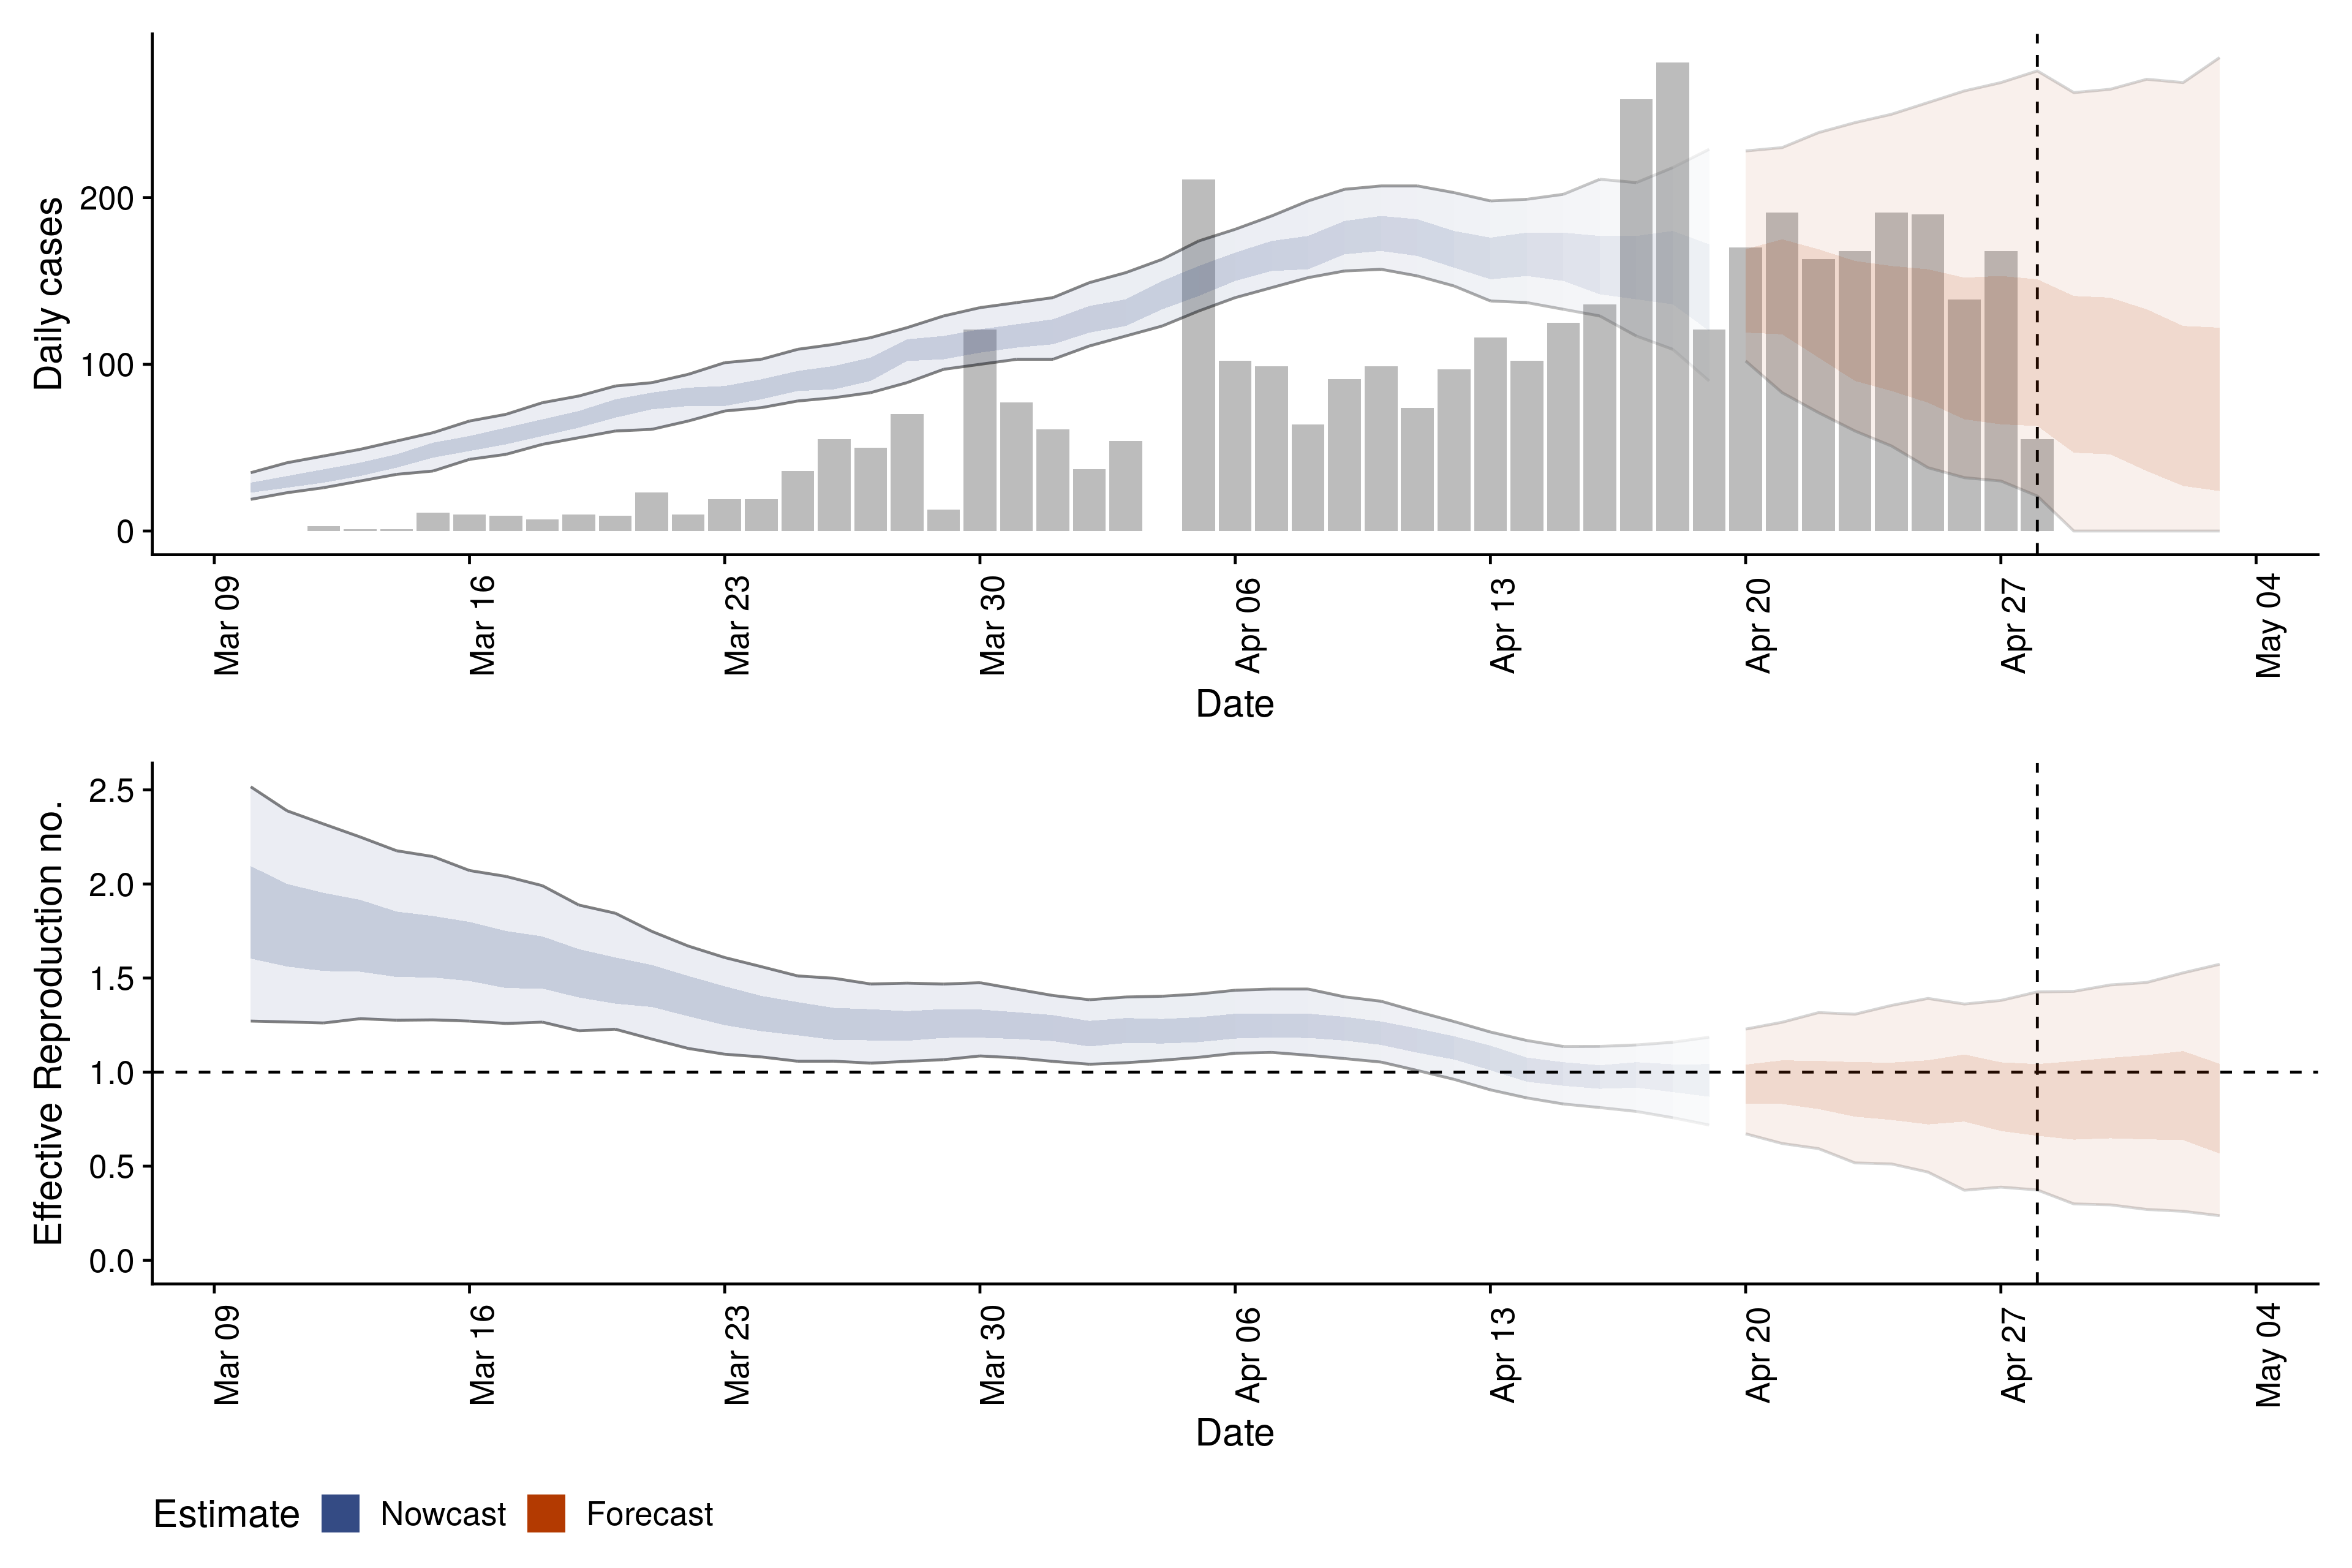 Daily cases
200
100
0
Mar 09
Mar 16
Mar 23
Mar 30
Apr 06
Apr 13
Apr 20
Apr 27
May 04
Date
Effective Reproduction no.
2.5
2.0
1.5
1.0
0.5
0.0
Mar 09
Mar 16
Mar 23
Mar 30
Apr 06
Apr 13
Apr 20
Apr 27
May 04
Date
Estimate Nowcast Forecast